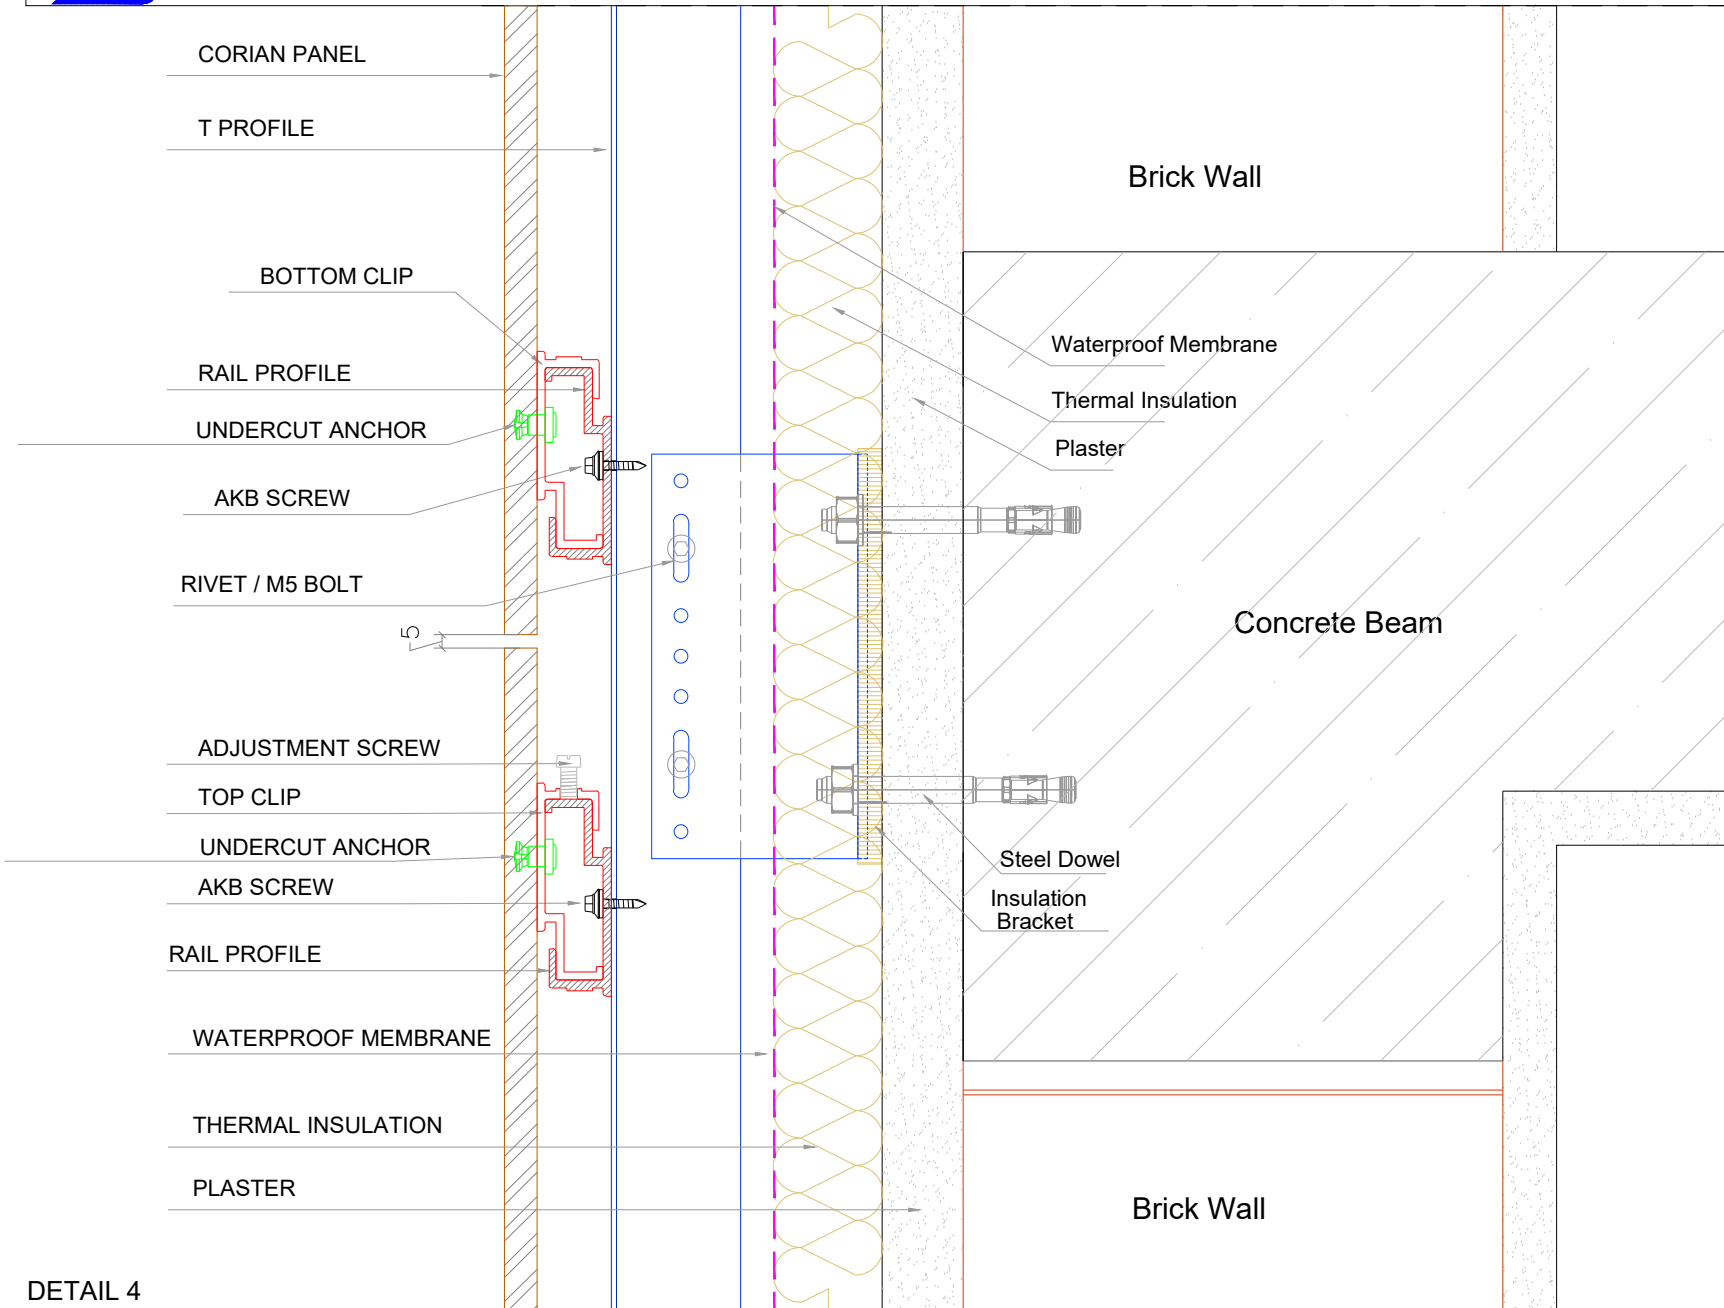 CORIAN PANEL
T PROFILE
Brick Wall
BOTTOM CLIP
Waterproof Membrane
RAIL PROFILE
Thermal Insulation
UNDERCUT ANCHOR
Plaster
AKB SCREW
RIVET / M5 BOLT
5
Concrete Beam
ADJUSTMENT SCREW
TOP CLIP
UNDERCUT ANCHOR
Steel Dowel
AKB SCREW
Insulation
Bracket
RAIL PROFILE
WATERPROOF MEMBRANE
THERMAL INSULATION
PLASTER
Brick Wall
DETAIL 4